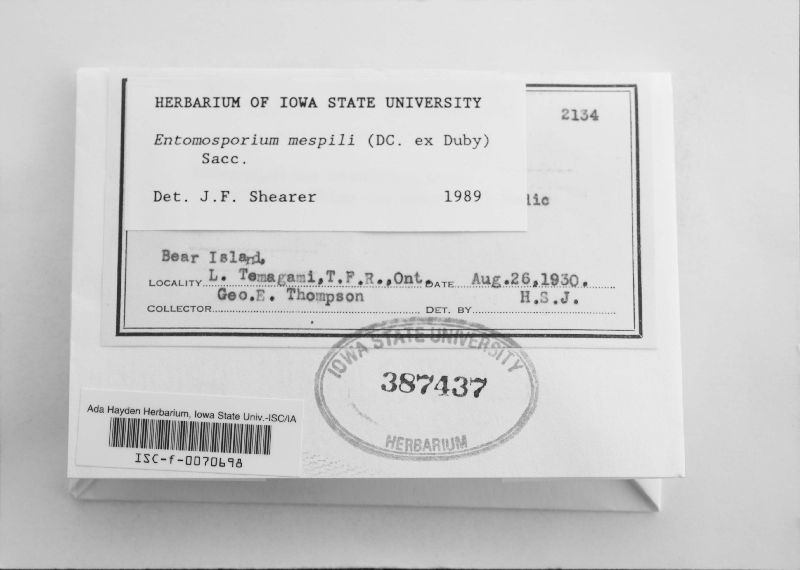 HERBARIUM OF IOWA STATE UNIVERSITY
2134
Entomosporium mespili (DC. ex Duby)
Sacc.
Det. J.F. Shearer 1989
Bear Island,
LOCALITY L. Temagami,T.F.R.,Ont. DATE Aug.26,1930.
Geo.E. Thompson H.S.J.
COLLECTOR DET. BY
IOWA STATE UNIVERSITY
387437
HERBARIUM
Ada Hayden Herbarium, Iowa State Univ.-ISC/IA
ISC-f-0070698